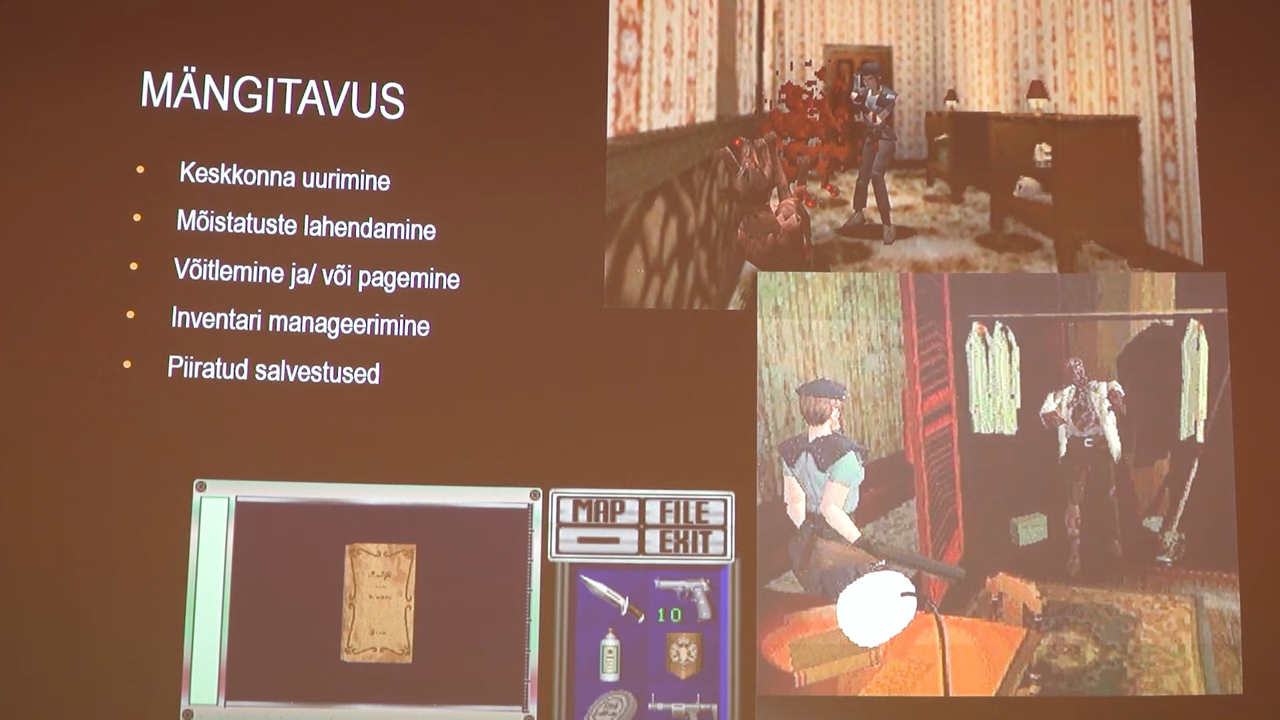 MÄNGITAVUS
Keskkonna uurimine
Mõistatuste lahendamine
Võitlemine ja/ või pagemine
Inventari manageerimine
Piiratud salvestused
MAP FILE
EXIT
10